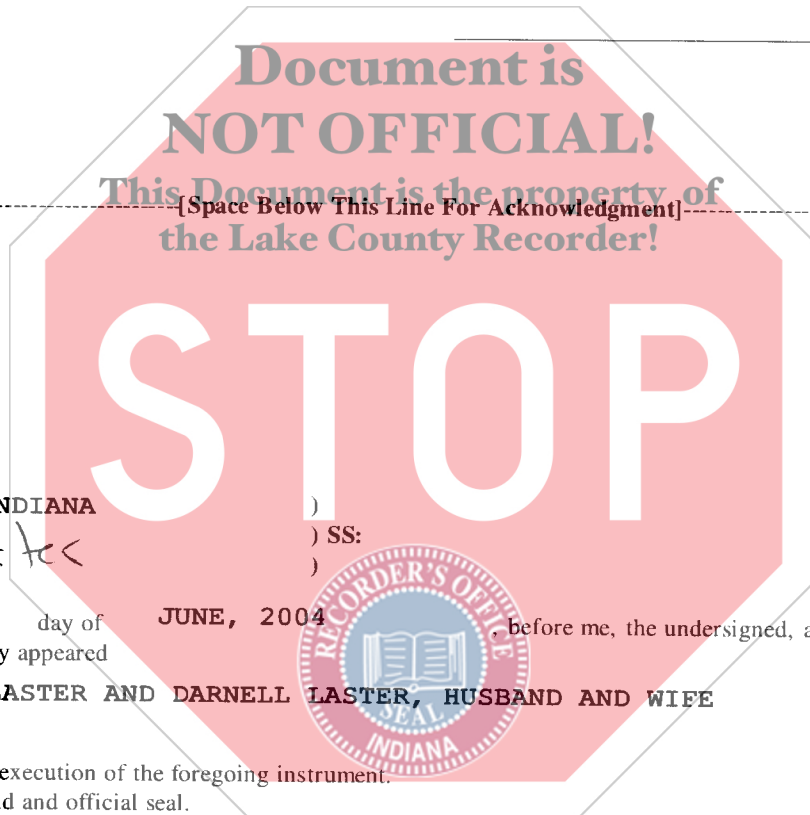 Document is
NOT OFFICIAL!
This Document is the property of
[Space Below This Line For Acknowledgment]
the Lake County Recorder!
STOP
NDIANA )
) SS:
)
day of JUNE, 2004 , before me, the undersigned, a
y appeared
ASTER AND DARNELL LASTER, HUSBAND AND WIFE
RECORDER'S OFFICE
SEAL
INDIANA
execution of the foregoing instrument.
d and official seal.